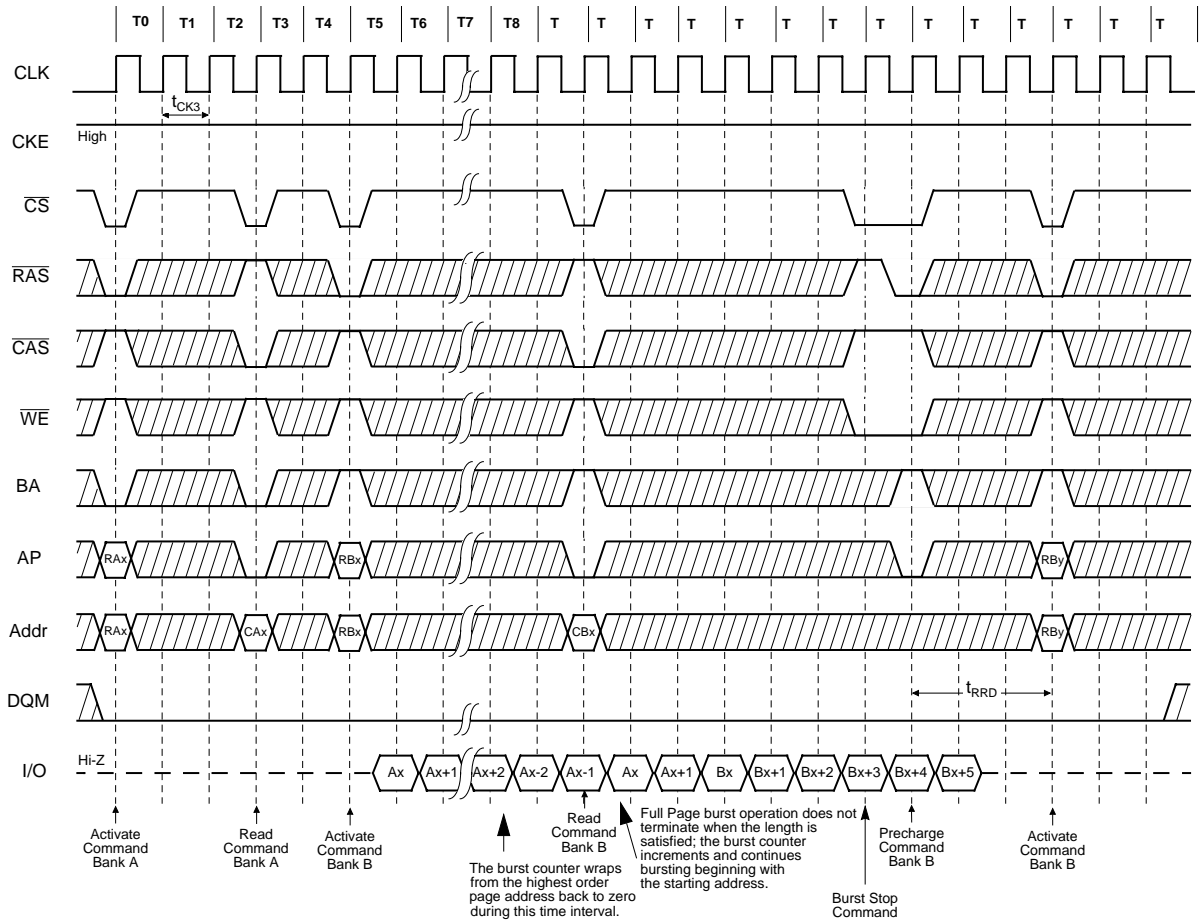 T0 T1 T2 T3 T4 T5 T6 T7 T8 T T T T T T T T T T T T T T
CLK
tCK3
CKE
High
CS
RAS
CAS
WE
BA
AP
RAx RBx RBy
Addr
RAx CAx RBx CBx RBy
DQM
tRRD
I/O
Hi-Z
Ax Ax+1 Ax+2 Ax-2 Ax-1 Ax Ax+1 Bx Bx+1 Bx+2 Bx+3 Bx+4 Bx+5
Activate
Command
Bank A
Read
Command
Bank A
Activate
Command
Bank B
The burst counter wraps
from the highest order
page address back to zero
during this time interval.
Read
Command
Bank B
Full Page burst operation does not
terminate when the length is
satisfied; the burst counter
increments and continues
bursting beginning with
the starting address.
Burst Stop
Command
Precharge
Command
Bank B
Activate
Command
Bank B